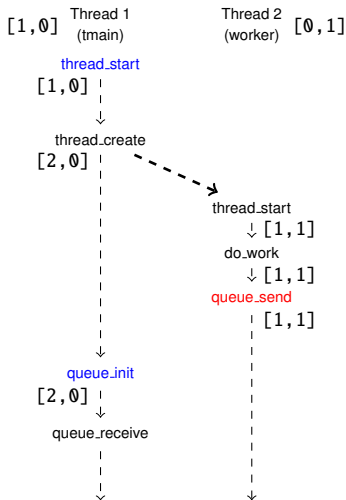 [1,0] Thread 1 (tmain)
Thread 2 (worker) [0,1]
thread_start
[1,0]
thread_create
[2,0]
thread_start
[1,1]
do_work
[1,1]
queue_send
[1,1]
queue_init
[2,0]
queue_receive